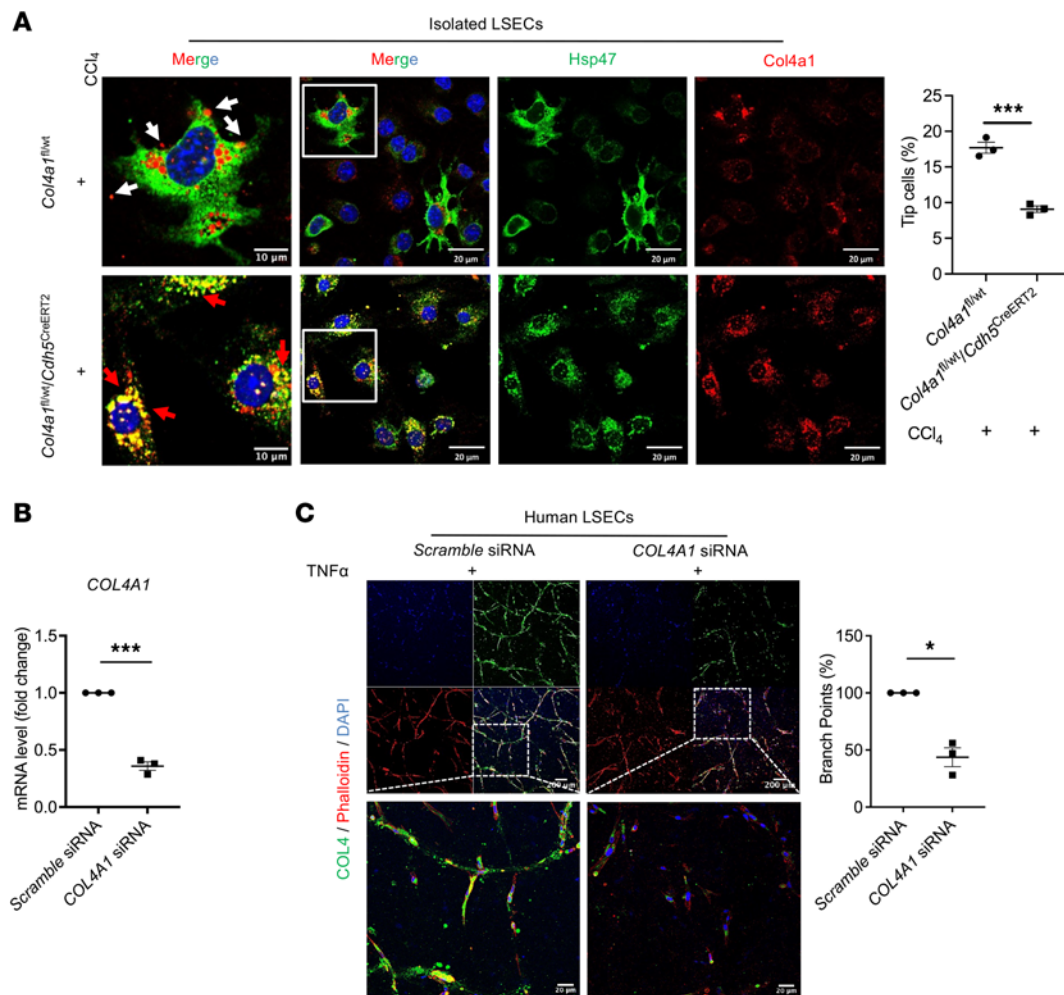 A
Isolated LSECs
CCl4
Merge
Merge
Hsp47
Col4a1
Col4a1fl/wt
+
10 µm
20 µm
20 µm
20 µm
Col4a1fl/wt/Cdh5CreERT2
+
10 µm
20 µm
20 µm
20 µm
Tip cells (%)
25
20
15
10
5
0
***
Col4a1fl/wt
Col4a1fl/wt/Cdh5CreERT2
CCl4
+
+
B
COL4A1
mRNA level (fold change)
1.5
1.0
0.5
0.0
***
Scramble siRNA
COL4A1 siRNA
C
Human LSECs
Scramble siRNA
COL4A1 siRNA
TNFα
+
+
COL4 / Phalloidin / DAPI
200 µm
200 µm
20 µm
20 µm
Branch Points (%)
150
100
50
0
*
Scramble siRNA
COL4A1 siRNA